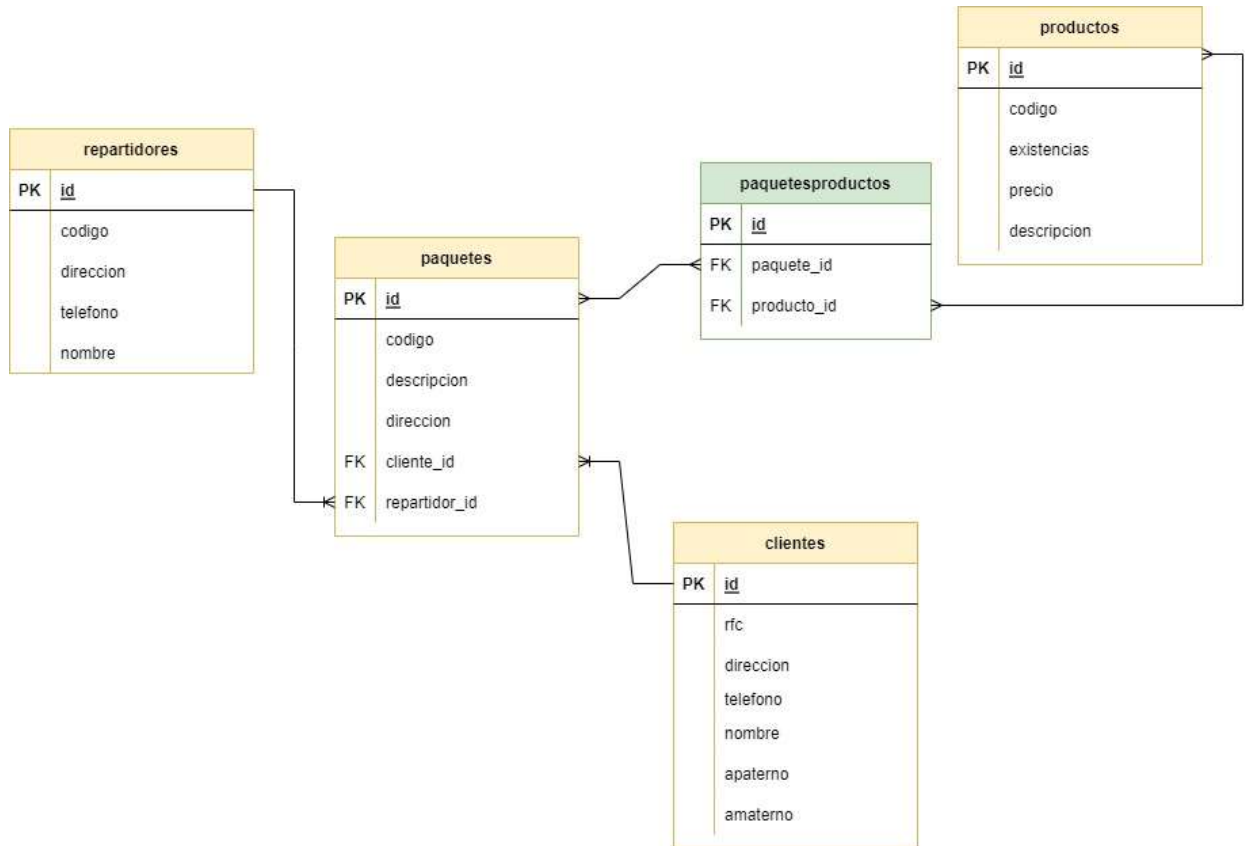 repartidores
PK id
codigo
direccion
telefono
nombre
paquetes
PK id
codigo
descripcion
direccion
FK cliente_id
FK repartidor_id
paquetesproductos
PK id
FK paquete_id
FK producto_id
productos
PK id
codigo
existencias
precio
descripcion
clientes
PK id
rfc
direccion
telefono
nombre
apaterno
amaterno